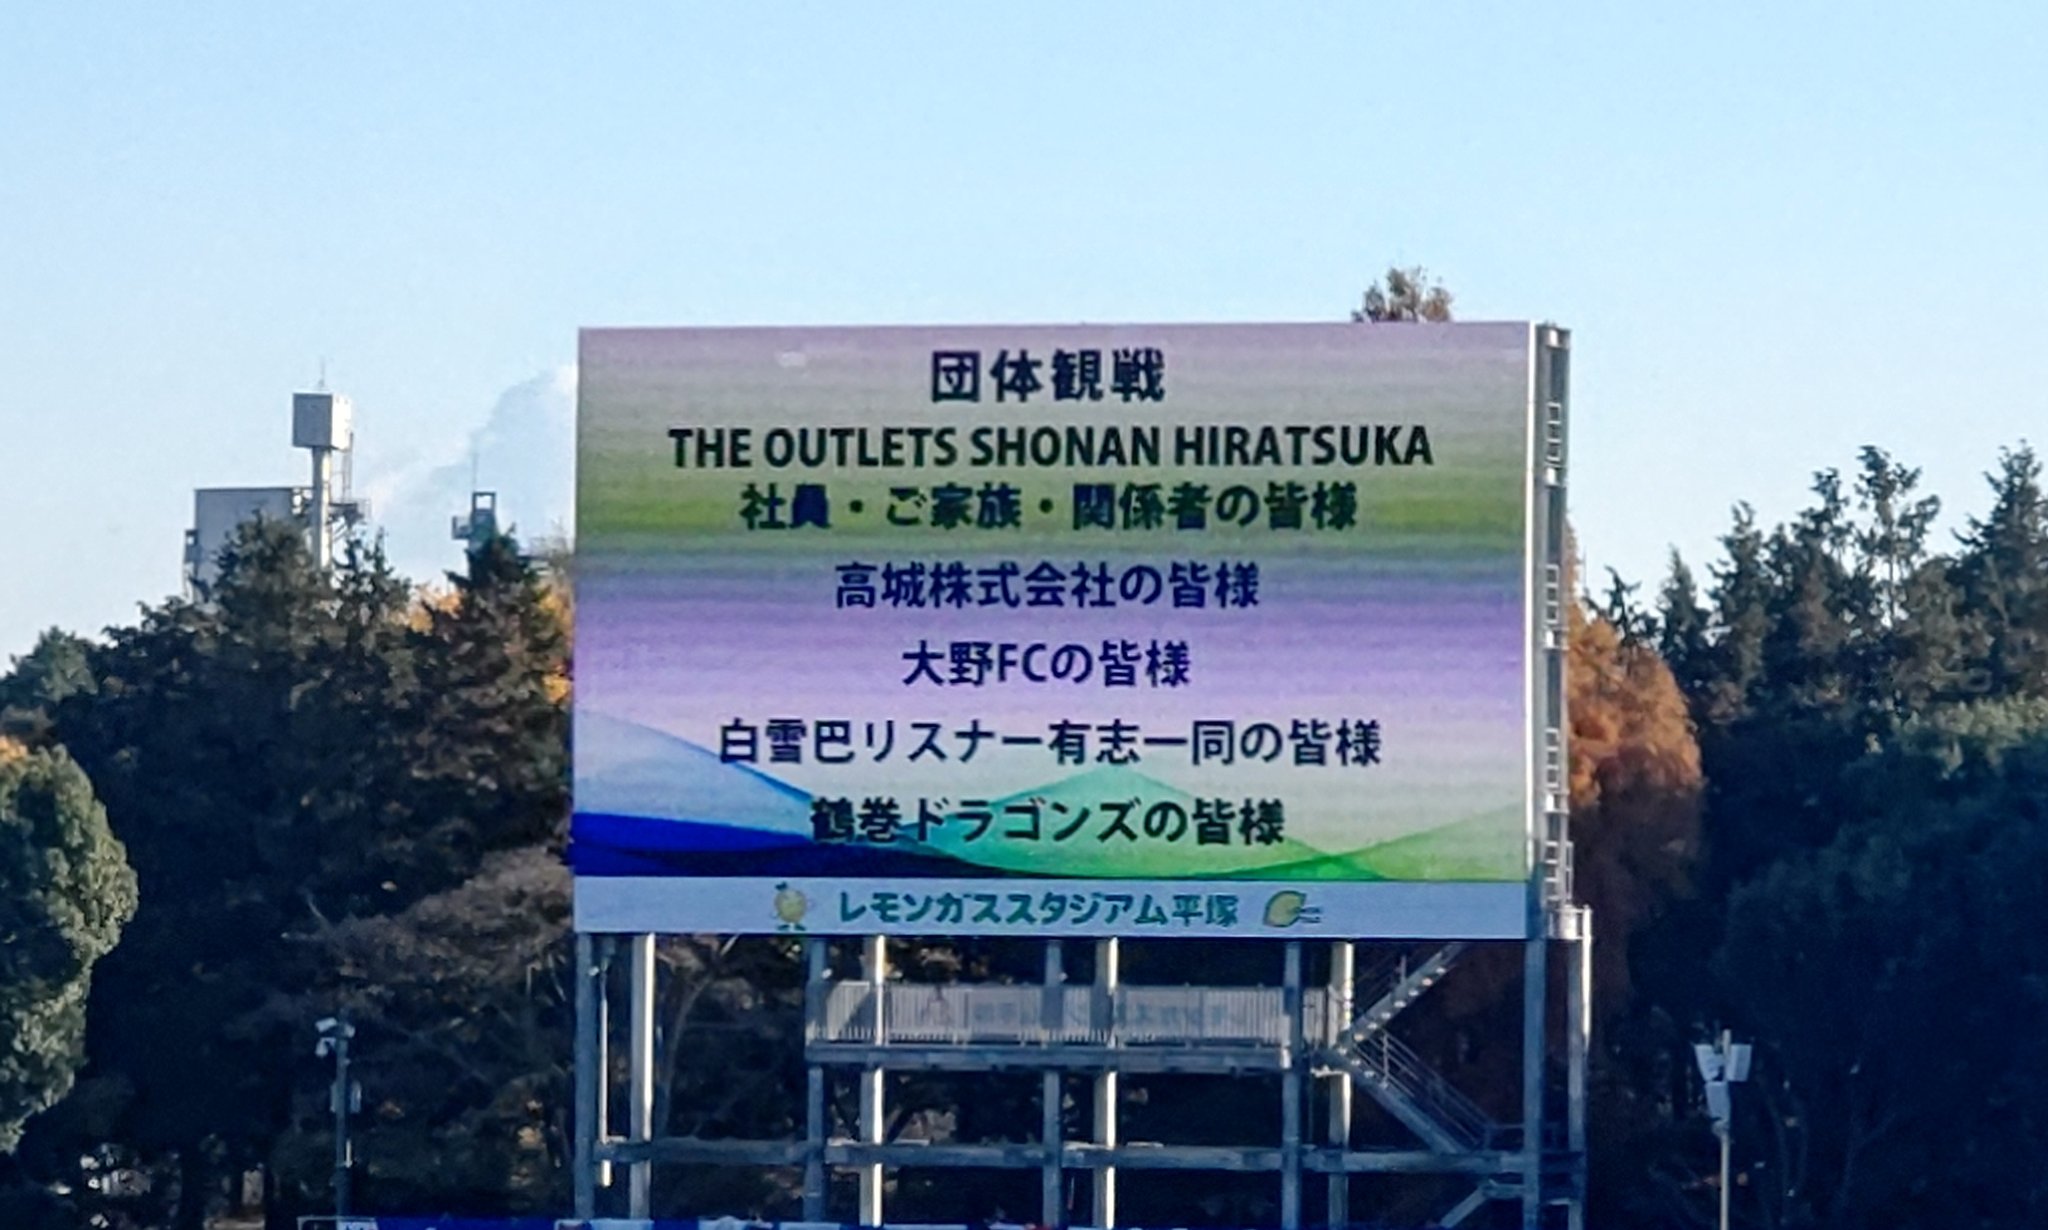 団体観戦
THE OUTLETS SHONAN HIRATSUKA
社員・ご家族・関係者の皆様
高城株式会社の皆様
大野FCの皆様
白雪巴リスナー有志一同の皆様
鶴巻ドラゴンズの皆様
レモンガススタジアム平塚